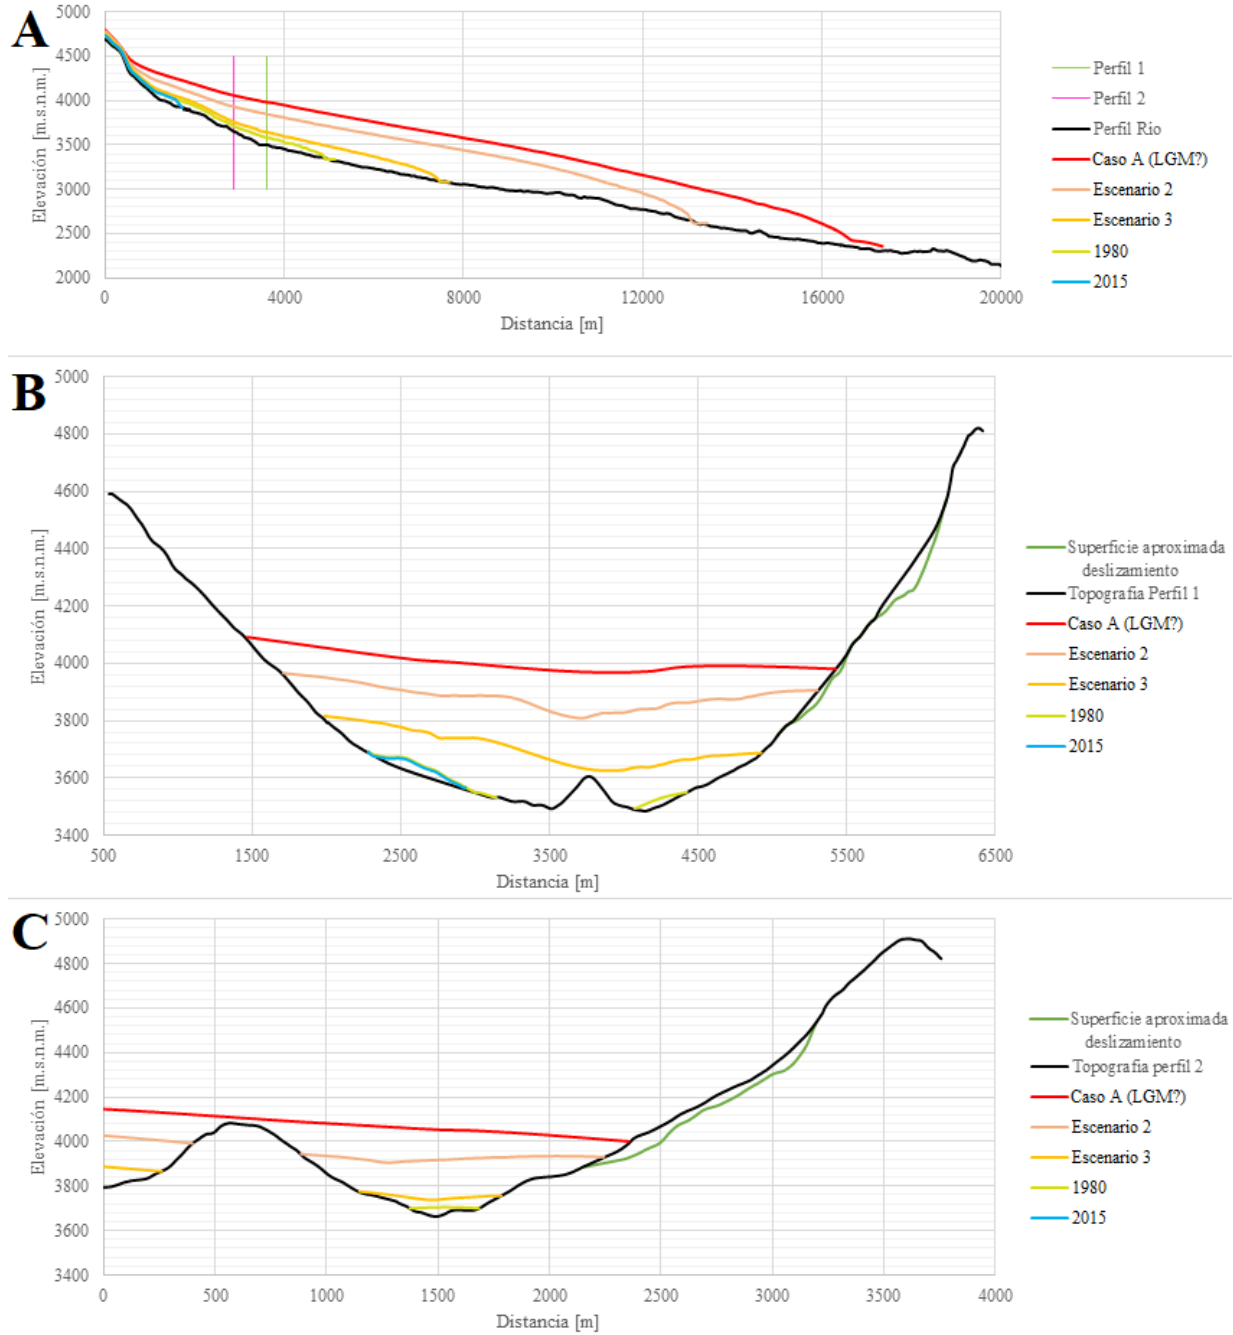 A
5000
4500
4000
3500
3000
2500
2000
Elevación [m.s.n.m.]
0
4000
8000
12000
16000
20000
Distancia [m]
Perfil 1
Perfil 2
Perfil Rio
Caso A (LGM?)
Escenario 2
Escenario 3
1980
2015
B
5000
4800
4600
4400
4200
4000
3800
3600
3400
Elevación [m.s.n.m.]
500
1500
2500
3500
4500
5500
6500
Distancia [m]
Superficie aproximada
deslizamiento
Topografia Perfil 1
Caso A (LGM?)
Escenario 2
Escenario 3
1980
2015
C
5000
4800
4600
4400
4200
4000
3800
3600
3400
Elevación [m.s.n.m.]
0
500
1000
1500
2000
2500
3000
3500
4000
Distancia [m]
Superficie aproximada
deslizamiento
Topografia perfil 2
Caso A (LGM?)
Escenario 2
Escenario 3
1980
2015